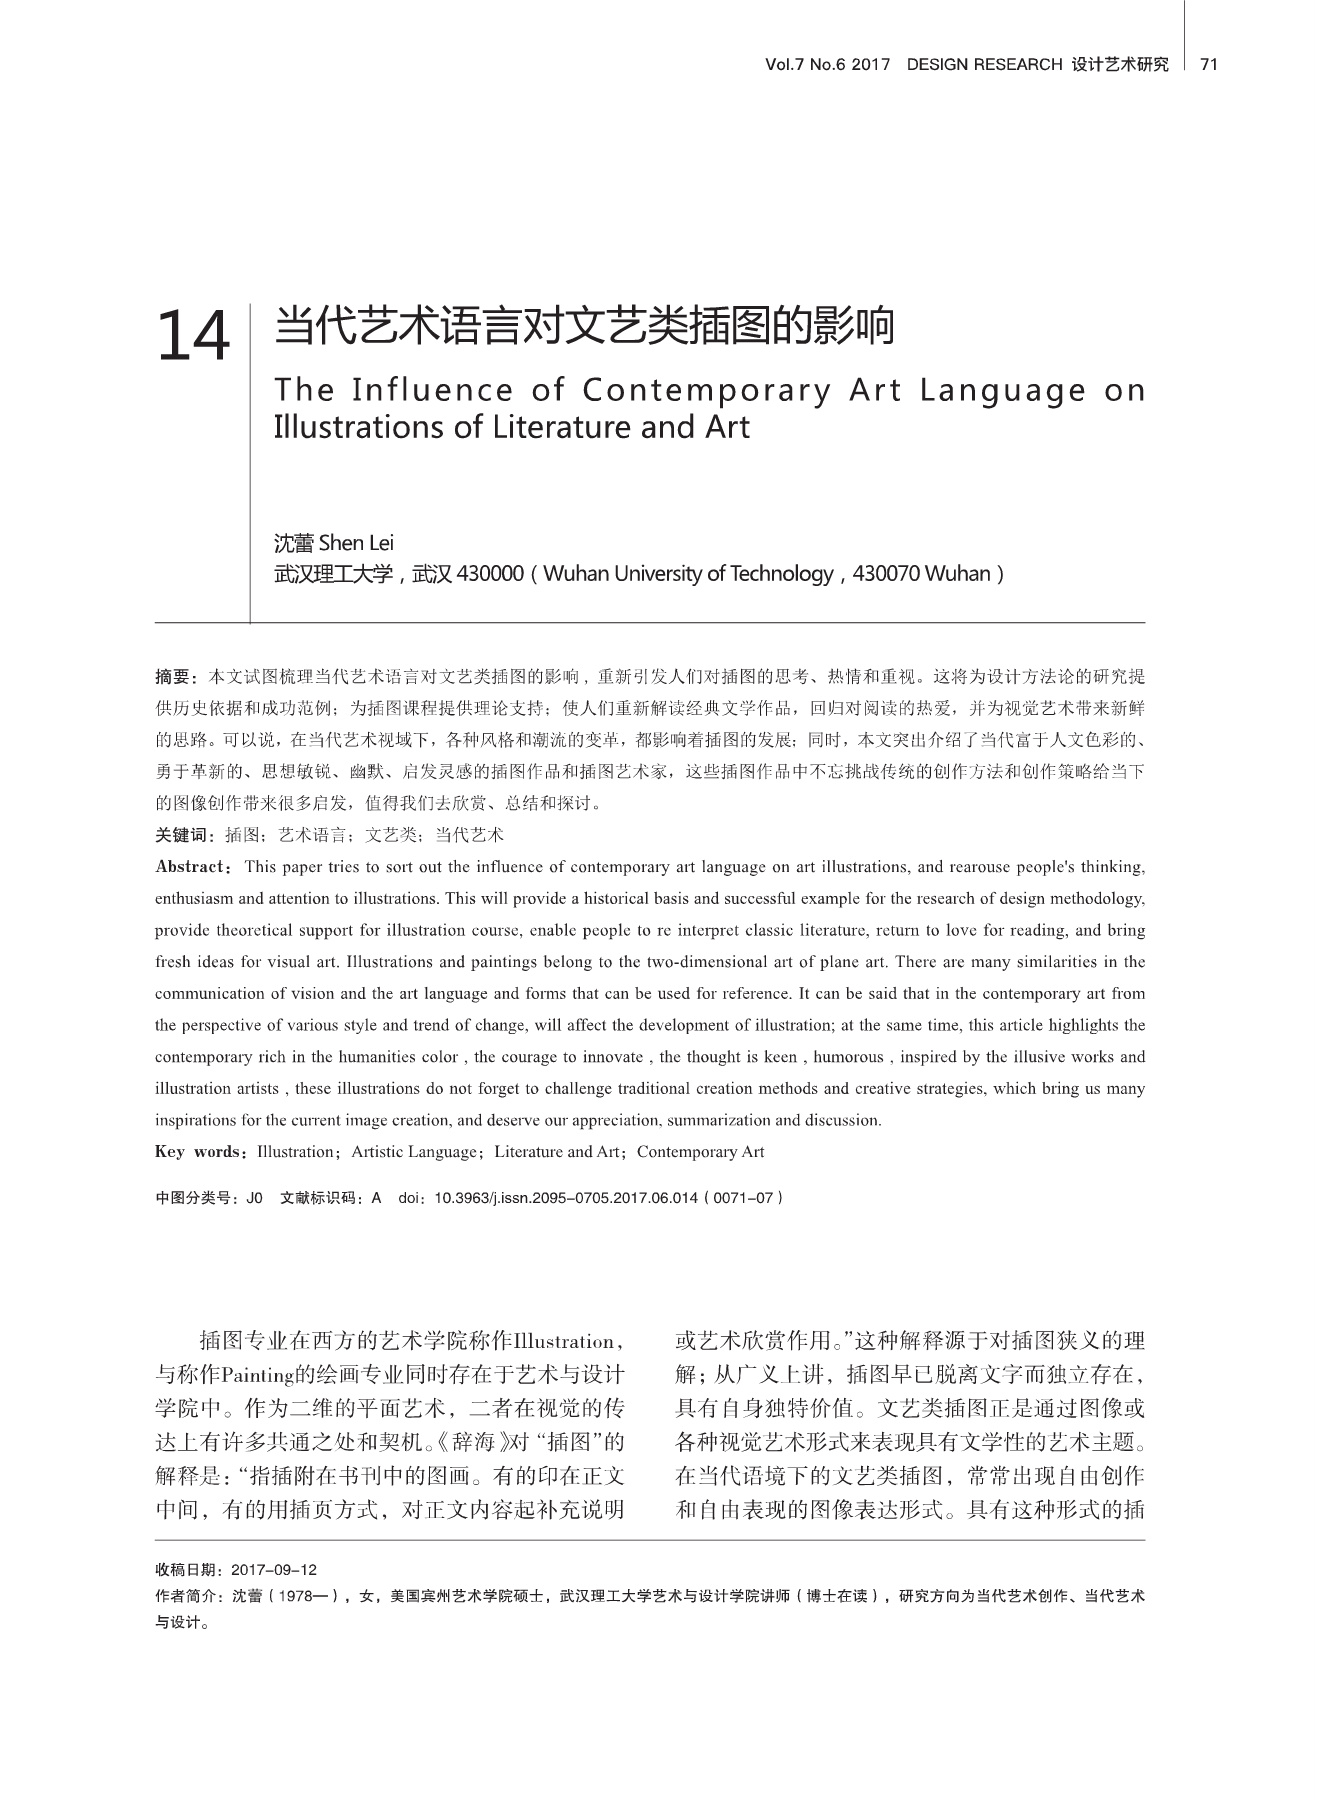 Vol.7 No.6 2017 DESIGN RESEARCH 设计艺术研究 71
14
当代艺术语言对文艺类插图的影响
The Influence of Contemporary Art Language on
Illustrations of Literature and Art
沈蕾 Shen Lei
武汉理工大学，武汉 430000（Wuhan University of Technology，430070 Wuhan）
摘要：本文试图梳理当代艺术语言对文艺类插图的影响，重新引发人们对插图的思考、热情和重视。这将为设计方法论的研究提
供历史依据和成功范例；为插图课程提供理论支持；使人们重新解读经典文学作品，回归对阅读的热爱，并为视觉艺术带来新鲜
的思路。可以说，在当代艺术视域下，各种风格和潮流的变革，都影响着插图的发展；同时，本文突出介绍了当代富于人文色彩的、
勇于革新的、思想敏锐、幽默、启发灵感的插图作品和插图艺术家，这些插图作品中不忘挑战传统的创作方法和创作策略给当下
的图像创作带来很多启发，值得我们去欣赏、总结和探讨。
关键词：插图；艺术语言；文艺类；当代艺术
Abstract：This paper tries to sort out the influence of contemporary art language on art illustrations, and rearouse people's thinking,
enthusiasm and attention to illustrations. This will provide a historical basis and successful example for the research of design methodology,
provide theoretical support for illustration course, enable people to re interpret classic literature, return to love for reading, and bring
fresh ideas for visual art. Illustrations and paintings belong to the two-dimensional art of plane art. There are many similarities in the
communication of vision and the art language and forms that can be used for reference. It can be said that in the contemporary art from
the perspective of various style and trend of change, will affect the development of illustration; at the same time, this article highlights the
contemporary rich in the humanities color , the courage to innovate , the thought is keen , humorous , inspired by the illusive works and
illustration artists , these illustrations do not forget to challenge traditional creation methods and creative strategies, which bring us many
inspirations for the current image creation, and deserve our appreciation, summarization and discussion.
Key words：Illustration；Artistic Language；Literature and Art；Contemporary Art
中图分类号：J0 文献标识码：A doi：10.3963/j.issn.2095-0705.2017.06.014（0071-07）
插图专业在西方的艺术学院称作Illustration，
与称作Painting的绘画专业同时存在于艺术与设计
学院中。作为二维的平面艺术，二者在视觉的传
达上有许多共通之处和契机。《辞海》对“插图”的
解释是：“指插附在书刊中的图画。有的印在正文
中间，有的用插页方式，对正文内容起补充说明
或艺术欣赏作用。”这种解释源于对插图狭义的理
解；从广义上讲，插图早已脱离文字而独立存在，
具有自身独特价值。文艺类插图正是通过图像或
各种视觉艺术形式来表现具有文学性的艺术主题。
在当代语境下的文艺类插图，常常出现自由创作
和自由表现的图像表达形式。具有这种形式的插
收稿日期：2017-09-12
作者简介：沈蕾（1978—），女，美国宾州艺术学院硕士，武汉理工大学艺术与设计学院讲师（博士在读），研究方向为当代艺术创作、当代艺术
与设计。